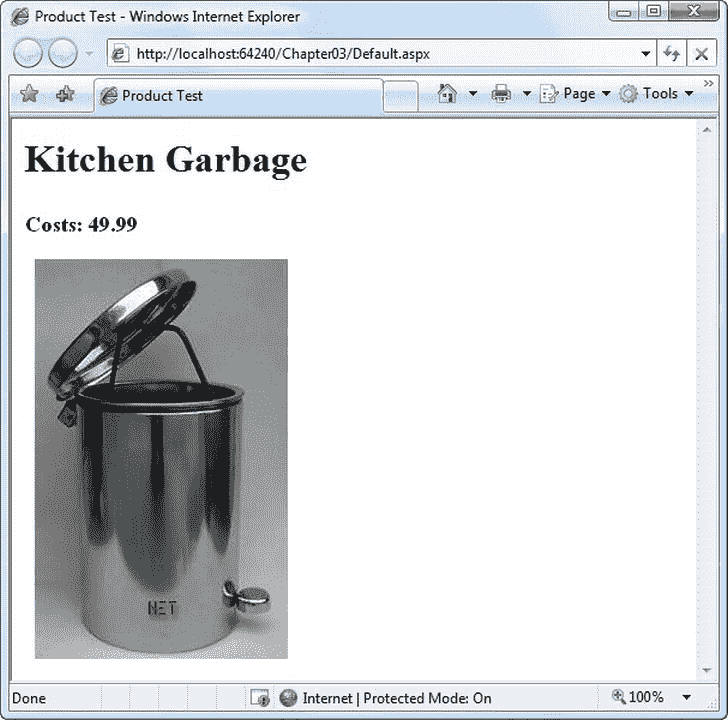 Product Test - Windows Internet Explorer
http://localhost:64240/Chapter03/Default.aspx
Product Test
Page
Tools
Kitchen Garbage
Costs: 49.99
NET
Done
Internet | Protected Mode: On
100%